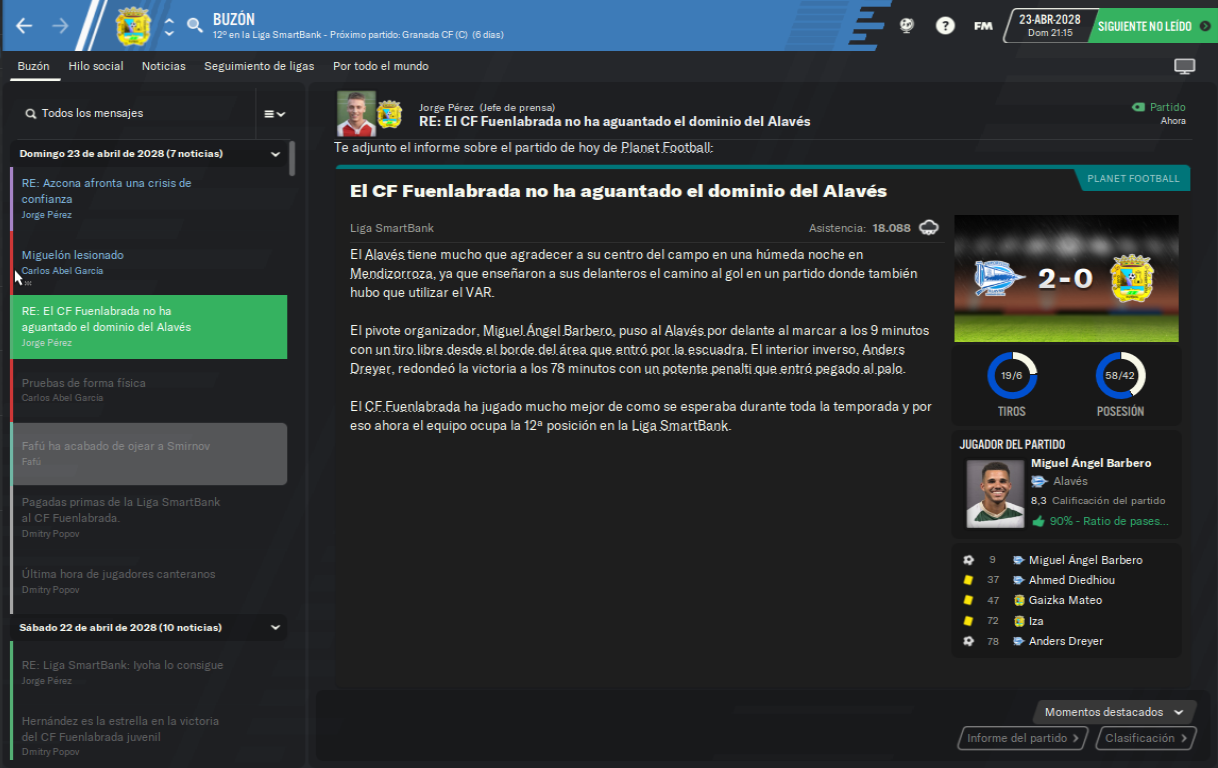 BUZÓN
12º en la Liga SmartBank - Próximo partido: Granada CF (C) (6 días)
?
FM
23-ABR-2028
Dom 21:15
SIGUIENTE NO LEÍDO
Buzón
Hilo social
Noticias
Seguimiento de ligas
Por todo el mundo
Todos los mensajes
Domingo 23 de abril de 2028 (7 noticias)
RE: Azcona afronta una crisis de
confianza
Jorge Pérez
Miguelón lesionado
Carlos Abel García
RE: El CF Fuenlabrada no ha
aguantado el dominio del Alavés
Jorge Pérez
Pruebas de forma física
Carlos Abel García
Fafú ha acabado de ojear a Smirnov
Fafú
Pagadas primas de la Liga SmartBank
al CF Fuenlabrada.
Dmitry Popov
Última hora de jugadores canteranos
Dmitry Popov
Sábado 22 de abril de 2028 (10 noticias)
RE: Liga SmartBank: Iyoha lo consigue
Jorge Pérez
Hernández es la estrella en la victoria
del CF Fuenlabrada juvenil
Dmitry Popov
Jorge Pérez (Jefe de prensa)
RE: El CF Fuenlabrada no ha aguantado el dominio del Alavés
Partido
Ahora
Te adjunto el informe sobre el partido de hoy de Planet Football:
PLANET FOOTBALL
El CF Fuenlabrada no ha aguantado el dominio del Alavés
Liga SmartBank
Asistencia: 18.088
El Alavés tiene mucho que agradecer a su centro del campo en una húmeda noche en
Mendizorroza, ya que enseñaron a sus delanteros el camino al gol en un partido donde también
hubo que utilizar el VAR.
El pivote organizador, Miguel Ángel Barbero, puso al Alavés por delante al marcar a los 9 minutos
con un tiro libre desde el borde del área que entró por la escuadra. El interior inverso, Anders
Dreyer, redondeó la victoria a los 78 minutos con un potente penalti que entró pegado al palo.
El CF Fuenlabrada ha jugado mucho mejor de como se esperaba durante toda la temporada y por
eso ahora el equipo ocupa la 12ª posición en la Liga SmartBank.
2-0
19/6
TIROS
58/42
POSESIÓN
JUGADOR DEL PARTIDO
Miguel Ángel Barbero
Alavés
8,3 Calificación del partido
90% - Ratio de pases...
9 Miguel Ángel Barbero
37 Ahmed Diedhiou
47 Gaizka Mateo
72 Iza
78 Anders Dreyer
Momentos destacados
Informe del partido
Clasificación